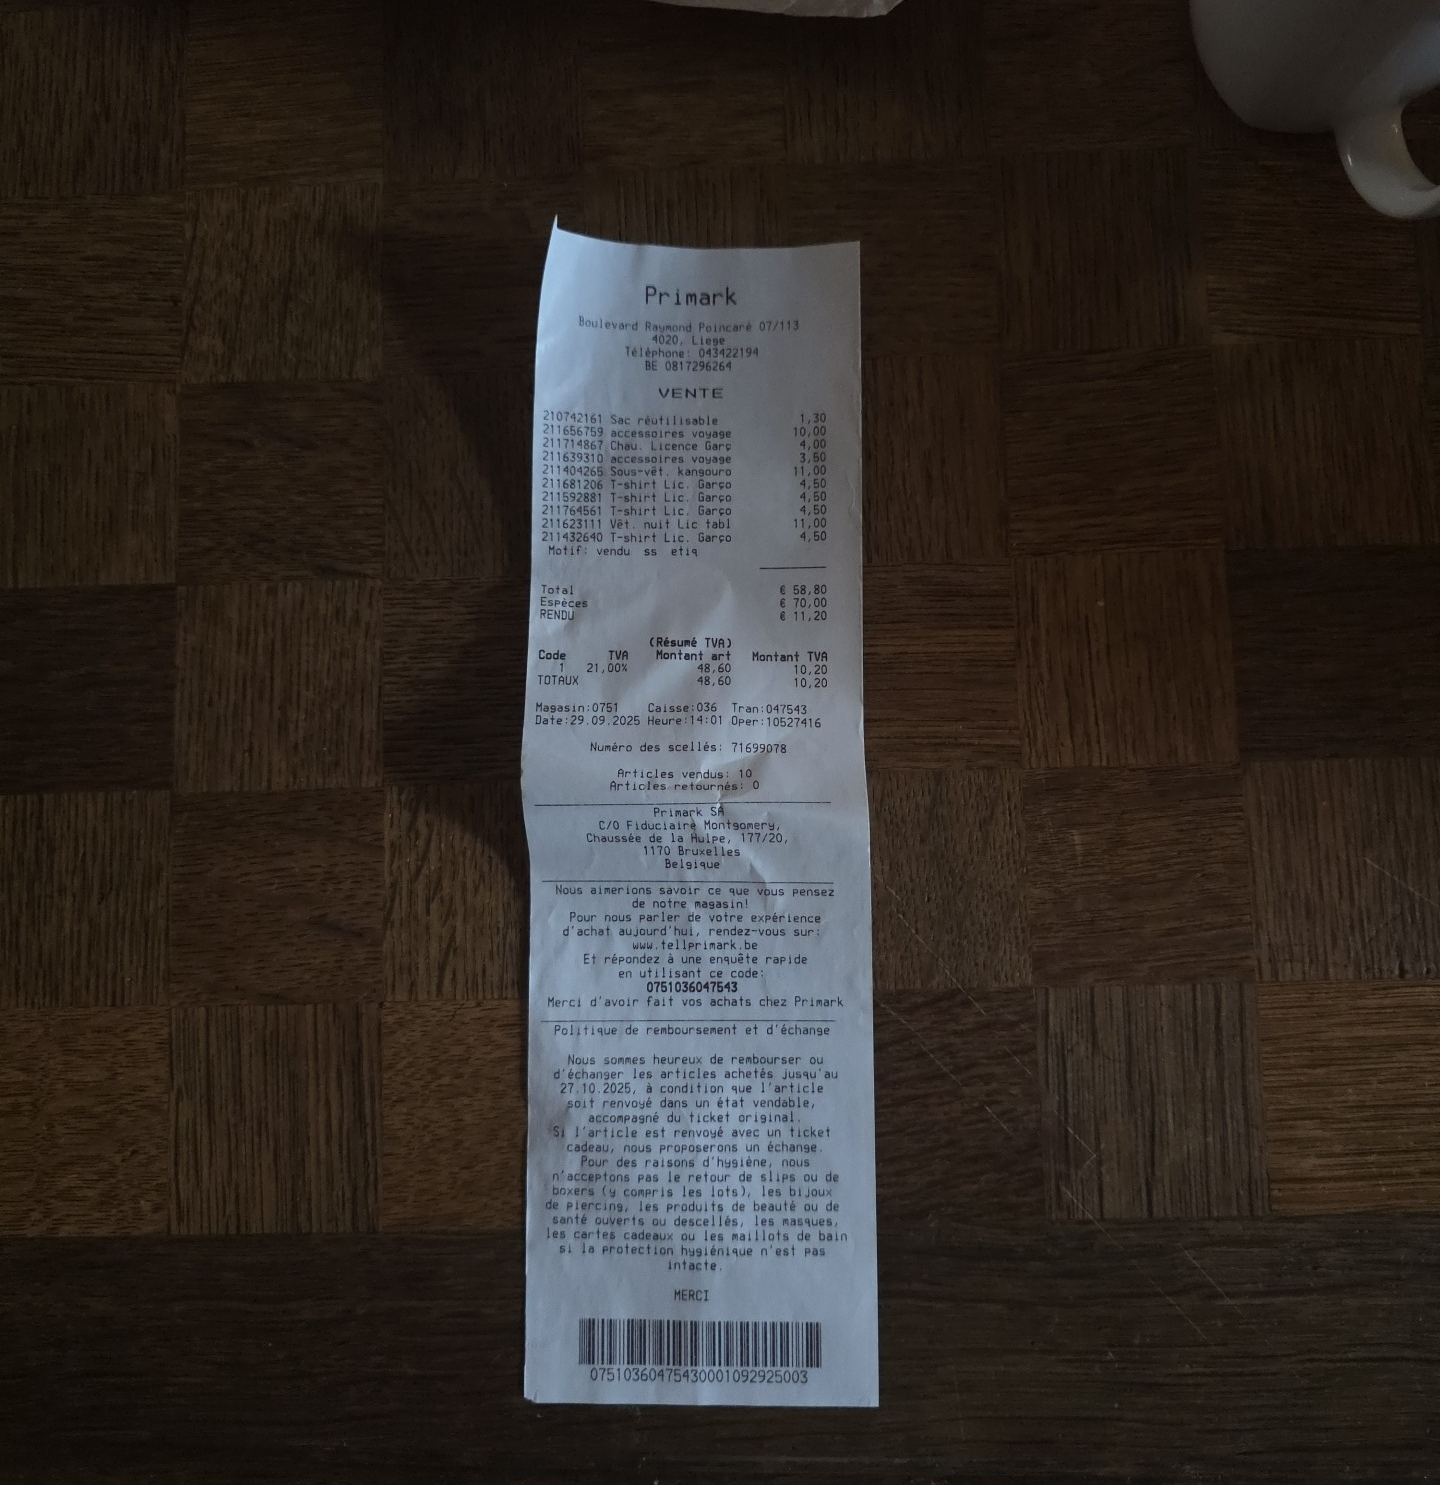 Primark
Boulevard Raymond Poincaré 07/113
4020, Liege
Téléphone: 043422194
BE 0817296264
VENTE
210742161 Sac réutilisable 1,30
211656759 accessoires voyage 10,00
211714867 Chau. Licence Garç 4,00
211639310 accessoires voyage 3,50
211404265 Sous-vêt. kangouro 11,00
211681206 T-shirt Lic. Garço 4,50
211592881 T-shirt Lic. Garço 4,50
211764561 T-shirt Lic. Garço 4,50
211623111 Vêt. nuit Lic tabl 11,00
211432640 T-shirt Lic. Garço 4,50
Motif: vendu ss etiq
Total € 58,80
Espèces € 70,00
RENDU € 11,20
(Résumé TVA)
Code TVA Montant art Montant TVA
1 21,00% 48,60 10,20
TOTAUX 48,60 10,20
Magasin:0751 Caisse:036 Tran:047543
Date:29.09.2025 Heure:14:01 Oper:10527416
Numéro des scellés: 71699078
Articles vendus: 10
Articles retournés: 0
Primark SA
C/O Fiduciaire Montgomery,
Chaussée de la Hulpe, 177/20,
1170 Bruxelles
Belgique
Nous aimerions savoir ce que vous pensez
de notre magasin!
Pour nous parler de votre expérience
d'achat aujourd'hui, rendez-vous sur:
www.tellprimark.be
Et répondez à une enquête rapide
en utilisant ce code:
0751036047543
Merci d'avoir fait vos achats chez Primark
Politique de remboursement et d'échange
Nous sommes heureux de rembourser ou
d'échanger les articles achetés jusqu'au
27.10.2025, à condition que l'article
soit renvoyé dans un état vendable,
accompagné du ticket original.
Si l'article est renvoyé avec un ticket
cadeau, nous proposerons un échange.
Pour des raisons d'hygiène, nous
n'acceptons pas le retour de slips ou de
boxers (y compris les lots), les bijoux
de piercing, les produits de beauté ou de
santé ouverts ou descellés, les masques,
les cartes cadeaux ou les maillots de bain
si la protection hygiénique n'est pas
intacte.
MERCI
07510360475430001092925003